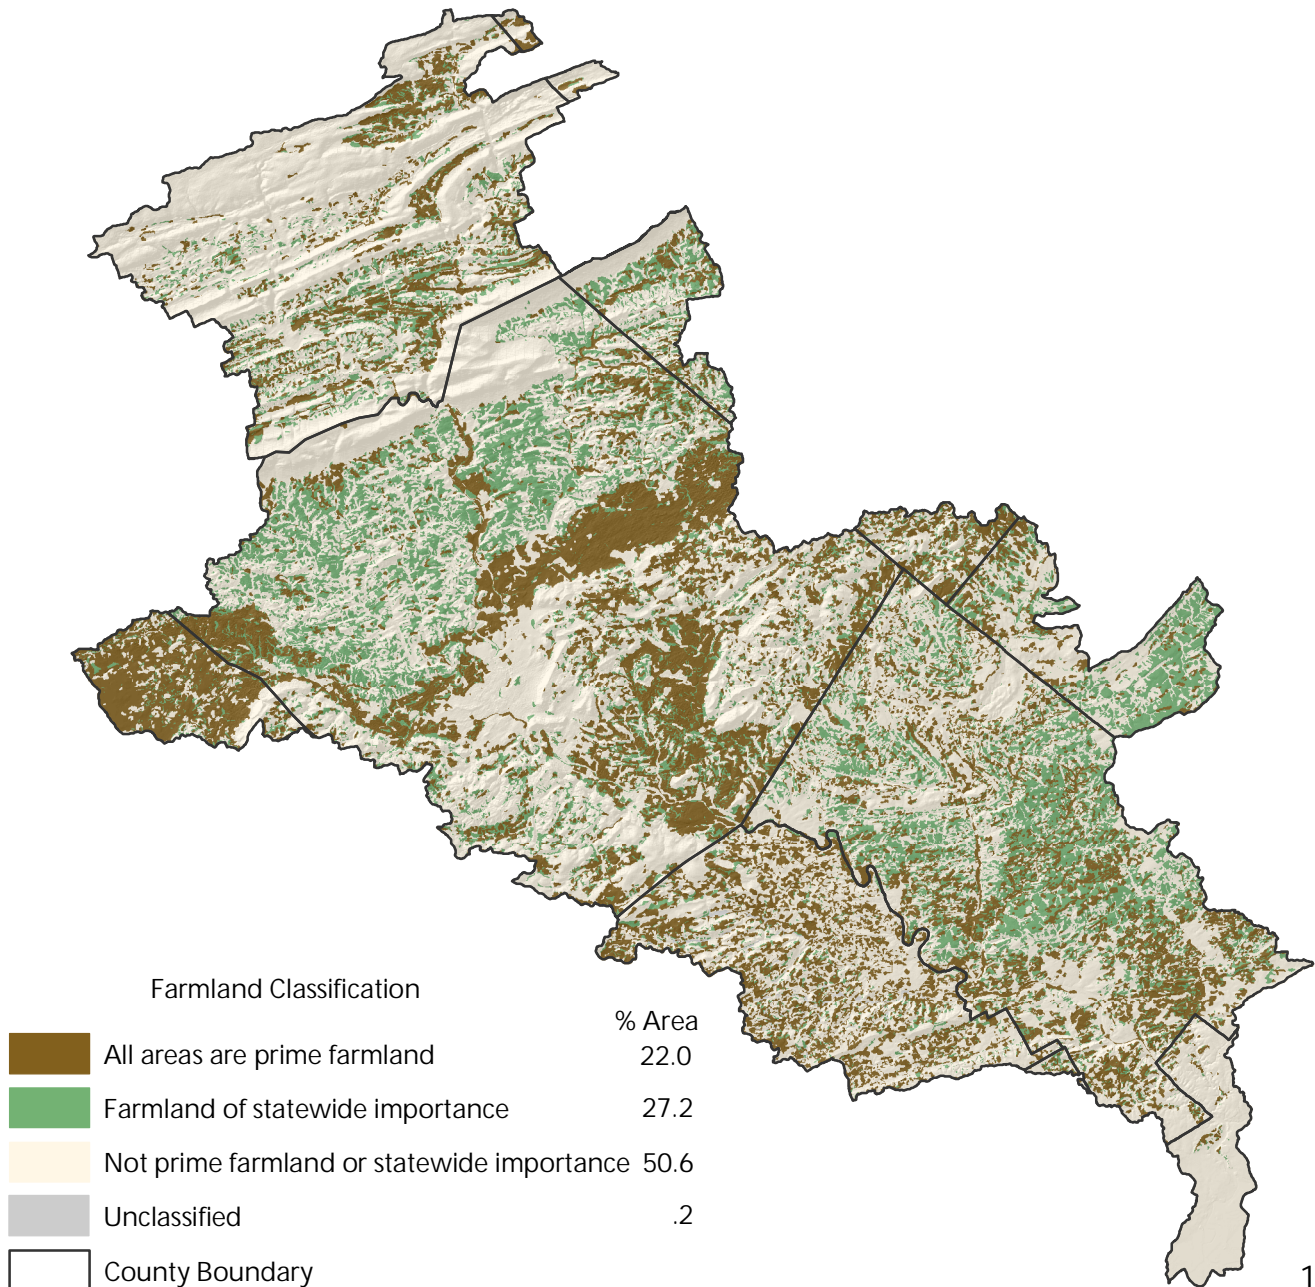 Farmland Classification
% Area
All areas are prime farmland 22.0
Farmland of statewide importance 27.2
Not prime farmland or statewide importance 50.6
Unclassified .2
County Boundary
1